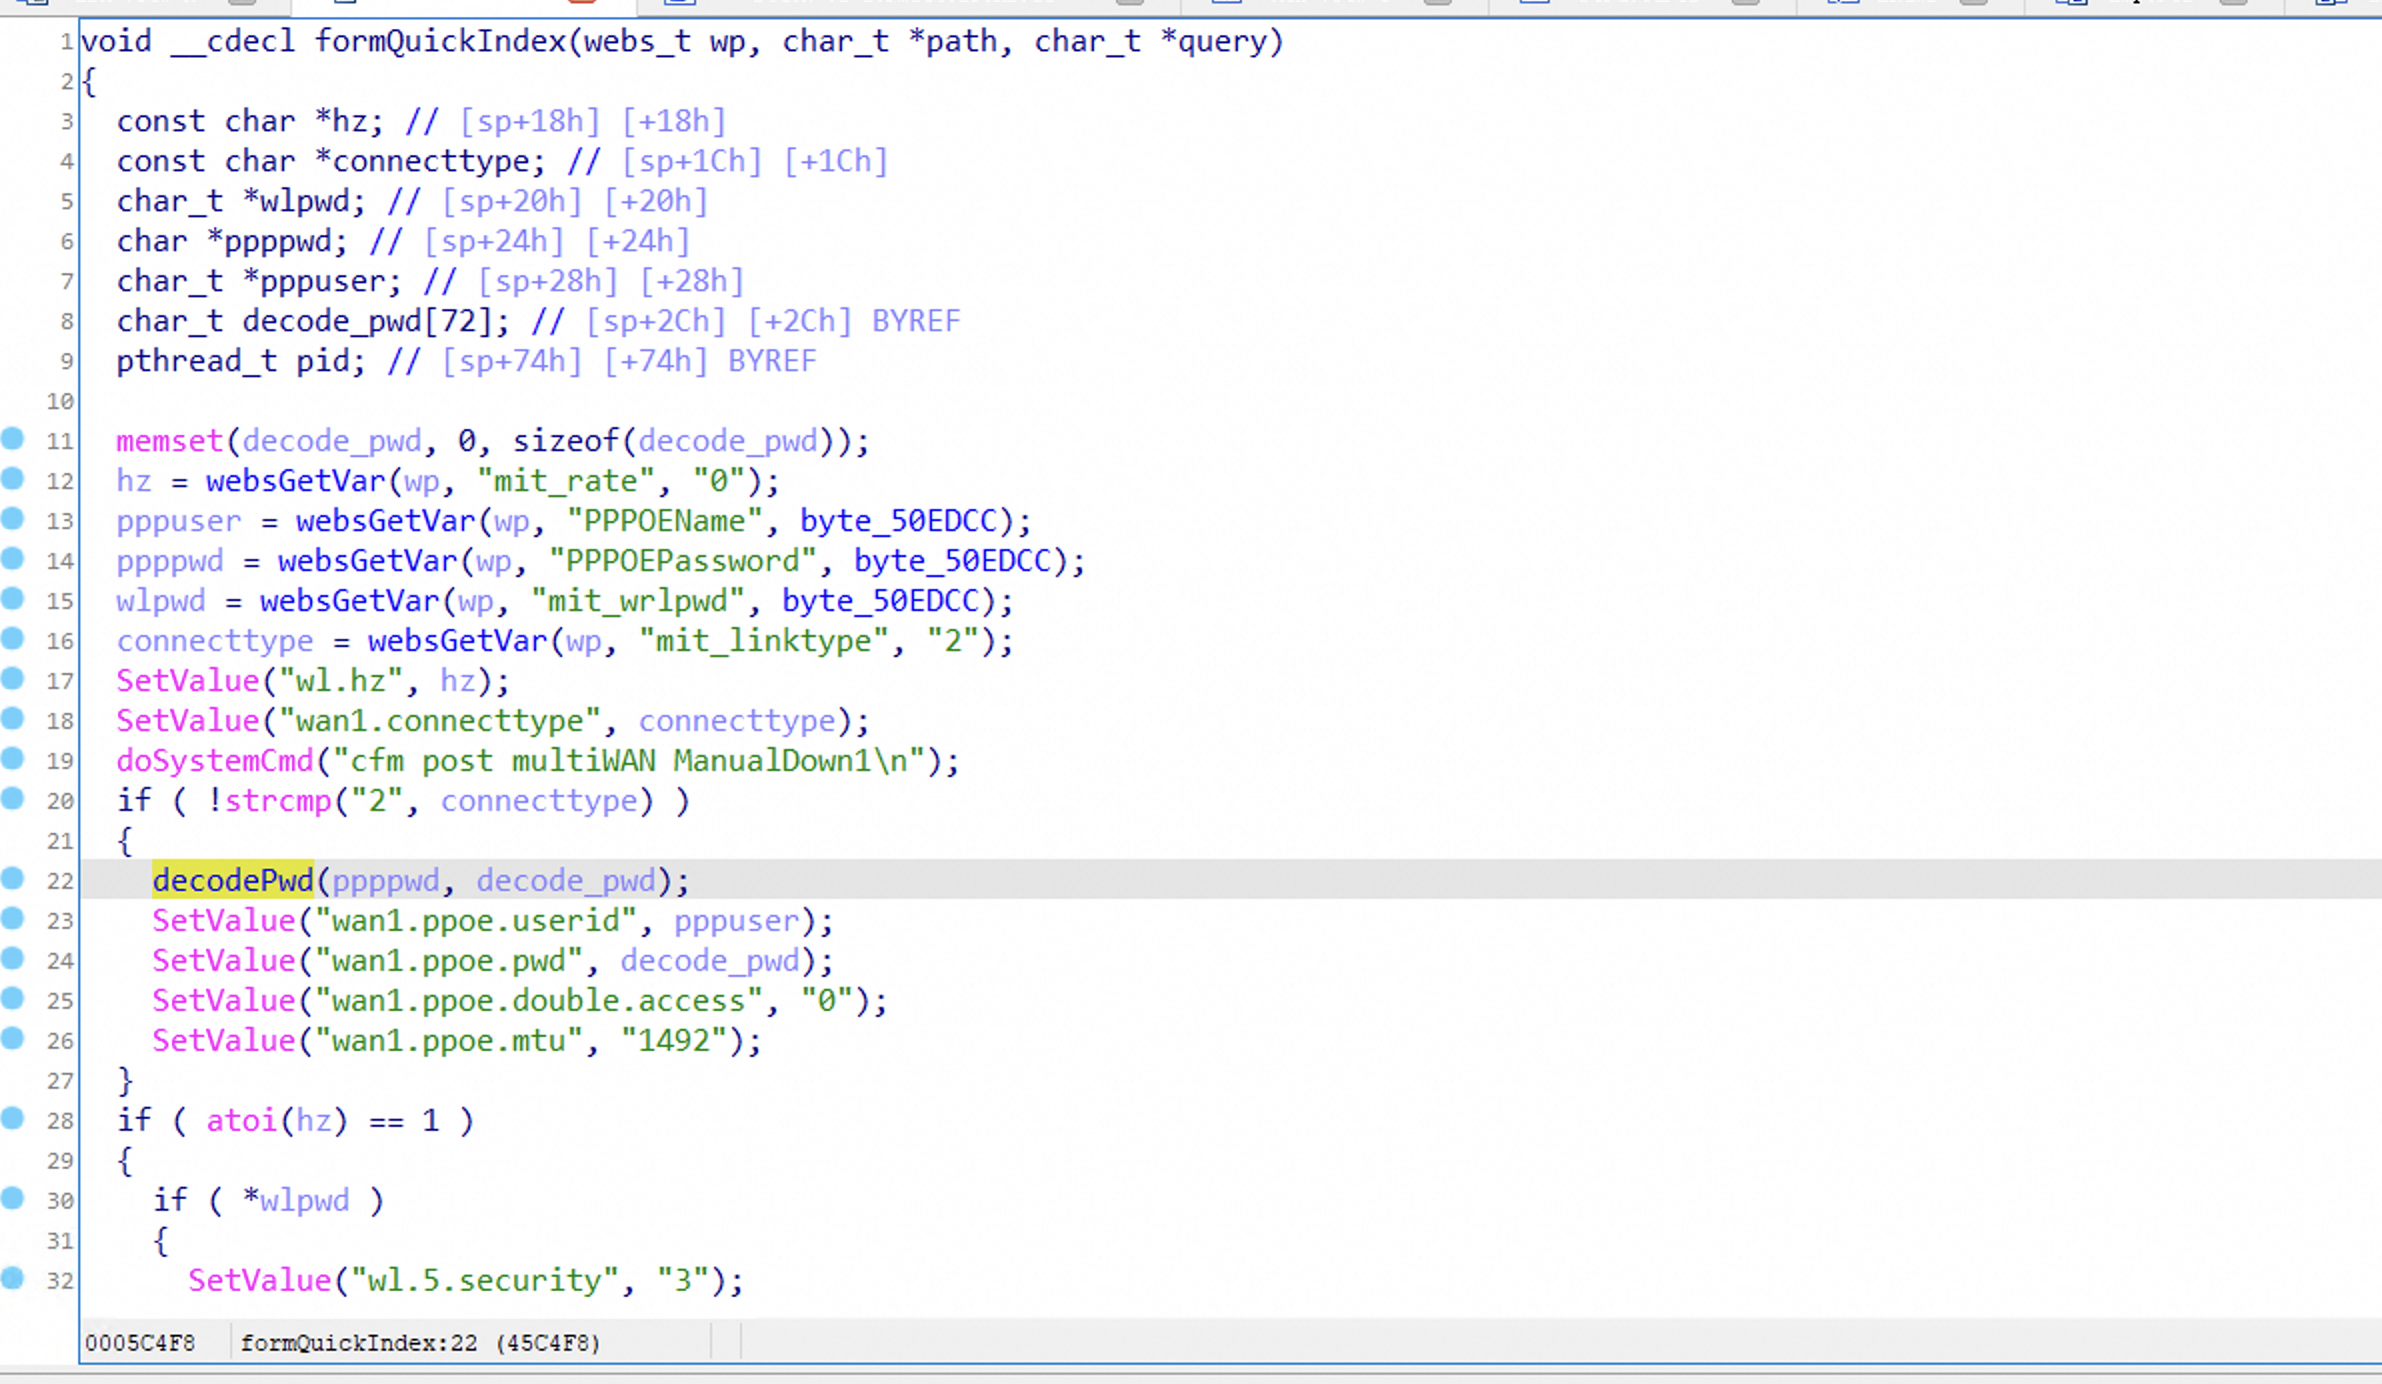 1 void __cdecl formQuickIndex(webs_t wp, char_t *path, char_t *query)
2 {
3 const char *hz; // [sp+18h] [+18h]
4 const char *connecttype; // [sp+1Ch] [+1Ch]
5 char_t *wlpwd; // [sp+20h] [+20h]
6 char *ppppwd; // [sp+24h] [+24h]
7 char_t *pppuser; // [sp+28h] [+28h]
8 char_t decode_pwd[72]; // [sp+2Ch] [+2Ch] BYREF
9 pthread_t pid; // [sp+74h] [+74h] BYREF
10
11 memset(decode_pwd, 0, sizeof(decode_pwd));
12 hz = websGetVar(wp, "mit_rate", "0");
13 pppuser = websGetVar(wp, "PPPOEName", byte_50EDCC);
14 ppppwd = websGetVar(wp, "PPPOEPassword", byte_50EDCC);
15 wlpwd = websGetVar(wp, "mit_wrlpwd", byte_50EDCC);
16 connecttype = websGetVar(wp, "mit_linktype", "2");
17 SetValue("wl.hz", hz);
18 SetValue("wan1.connecttype", connecttype);
19 doSystemCmd("cfm post multiWAN ManualDown1\n");
20 if ( !strcmp("2", connecttype) )
21 {
22 decodePwd(ppppwd, decode_pwd);
23 SetValue("wan1.ppoe.userid", pppuser);
24 SetValue("wan1.ppoe.pwd", decode_pwd);
25 SetValue("wan1.ppoe.double.access", "0");
26 SetValue("wan1.ppoe.mtu", "1492");
27 }
28 if ( atoi(hz) == 1 )
29 {
30 if ( *wlpwd )
31 {
32 SetValue("wl.5.security", "3");
0005C4F8 formQuickIndex:22 (45C4F8)